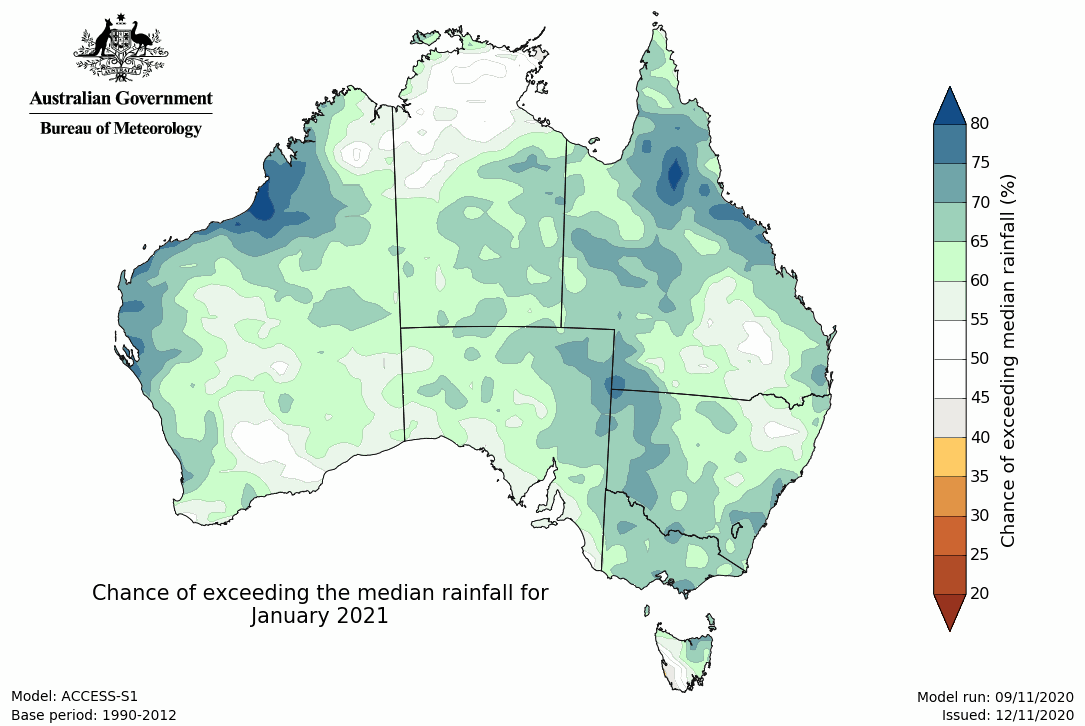 Australian Government
Bureau of Meteorology
80
75
70
65
60
55
50
45
40
35
30
25
20
Chance of exceeding median rainfall (%)
Chance of exceeding the median rainfall for
January 2021
Model: ACCESS-S1
Base period: 1990-2012
Model run: 09/11/2020
Issued: 12/11/2020